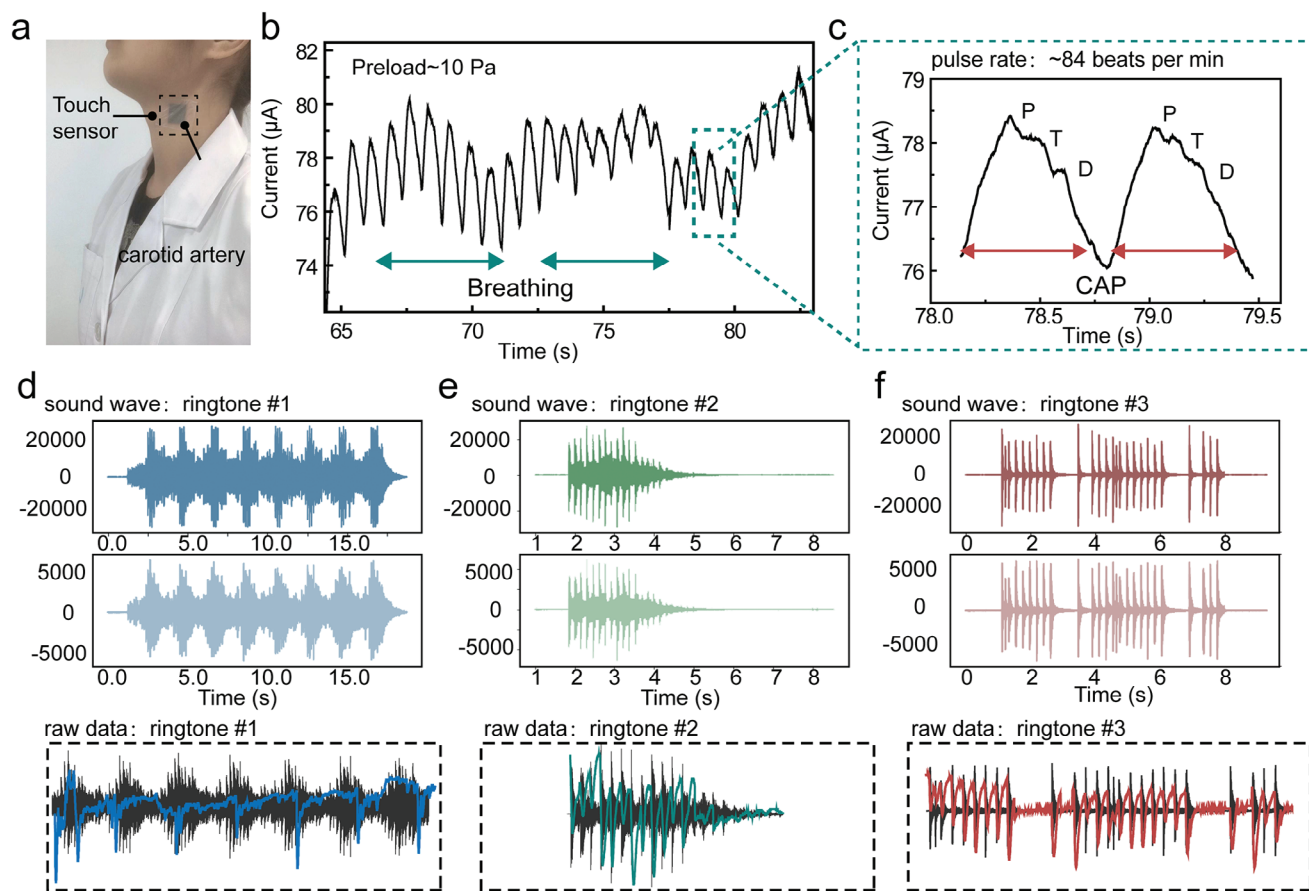 a
Touch
sensor
carotid artery
b
Preload~10 Pa
Current (μA)
82
80
78
76
74
Breathing
65
70
75
80
Time (s)
c
pulse rate: ~84 beats per min
Current (μA)
79
78
77
76
P
T
D
P
T
D
CAP
78.0
78.5
79.0
79.5
Time (s)
d
sound wave: ringtone #1
20000
0
-20000
0.0
5.0
10.0
15.0
5000
0
-5000
0.0
5.0
10.0
15.0
Time (s)
raw data: ringtone #1
e
sound wave: ringtone #2
20000
0
-20000
1
2
3
4
5
6
7
8
5000
0
-5000
1
2
3
4
5
6
7
8
Time (s)
raw data: ringtone #2
f
sound wave: ringtone #3
20000
0
-20000
0
2
4
6
8
5000
0
-5000
0
2
4
6
8
Time (s)
raw data: ringtone #3